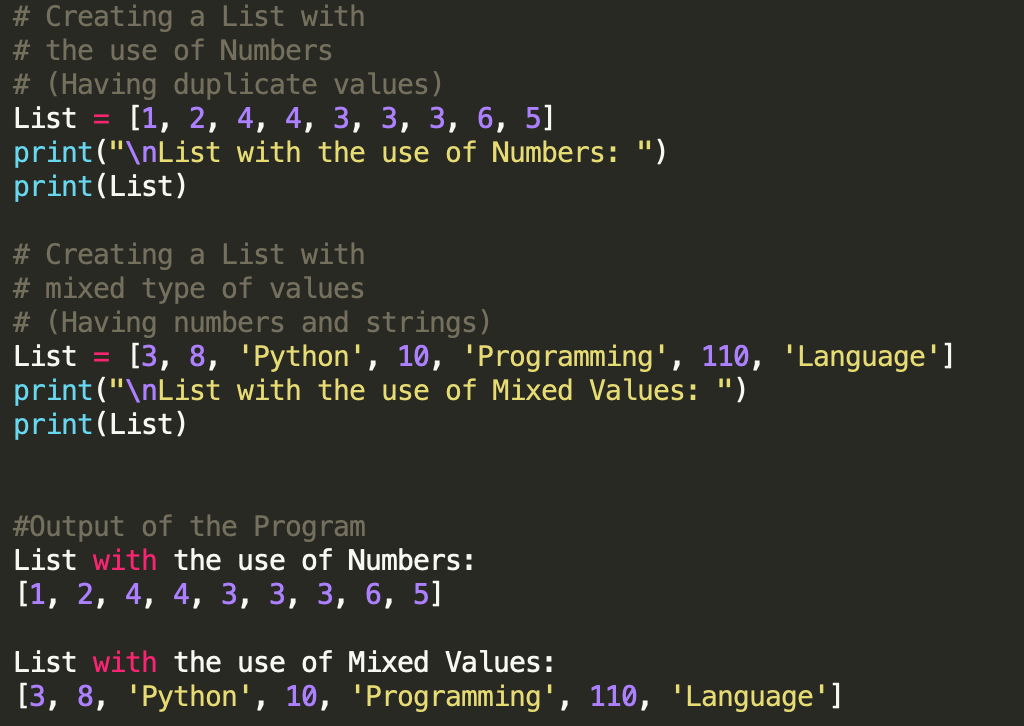 # Creating a List with
# the use of Numbers
# (Having duplicate values)
List = [1, 2, 4, 4, 3, 3, 3, 6, 5]
print("\nList with the use of Numbers: ")
print(List)
# Creating a List with
# mixed type of values
# (Having numbers and strings)
List = [3, 8, 'Python', 10, 'Programming', 110, 'Language']
print("\nList with the use of Mixed Values: ")
print(List)
#Output of the Program
List with the use of Numbers:
[1, 2, 4, 4, 3, 3, 3, 6, 5]
List with the use of Mixed Values:
[3, 8, 'Python', 10, 'Programming', 110, 'Language']